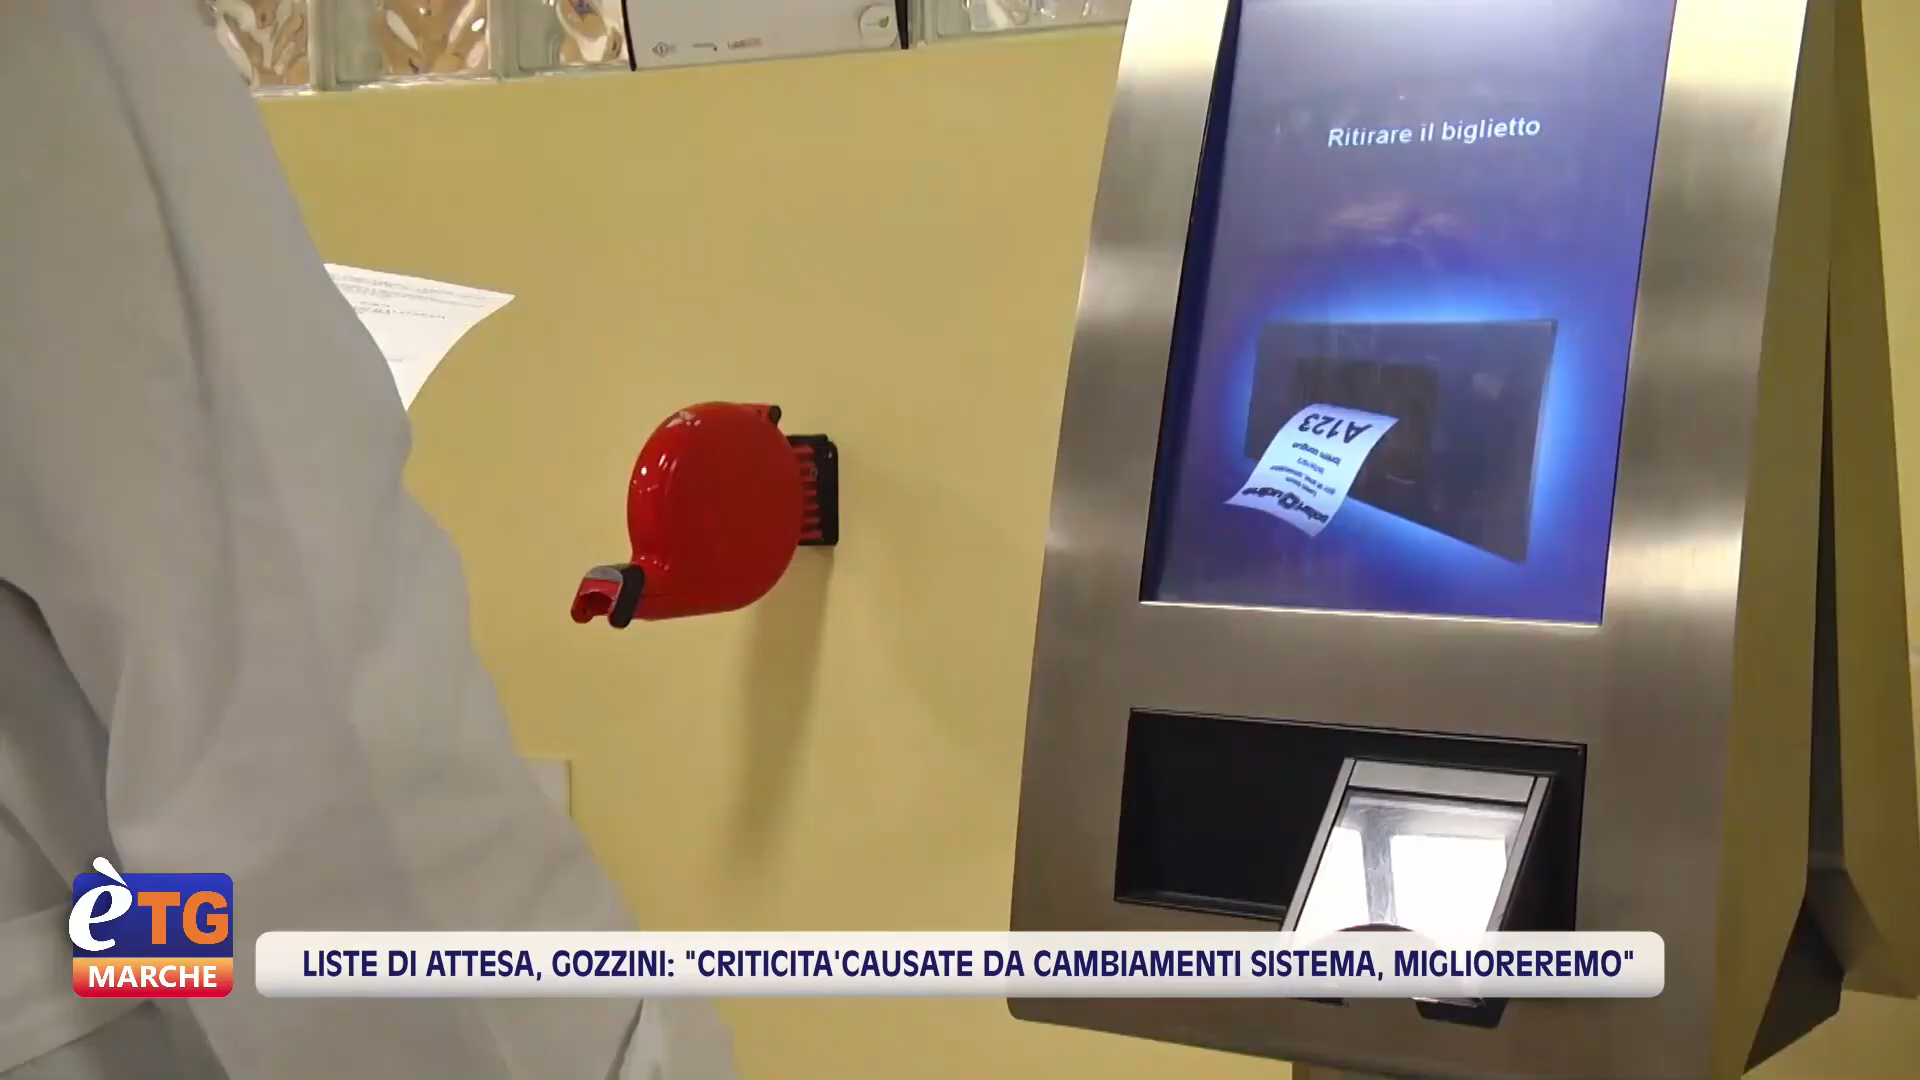 Ritirare il biglietto
A123
èTG
MARCHE
LISTE DI ATTESA, GOZZINI: "CRITICITA'CAUSATE DA CAMBIAMENTI SISTEMA, MIGLIOREREMO"